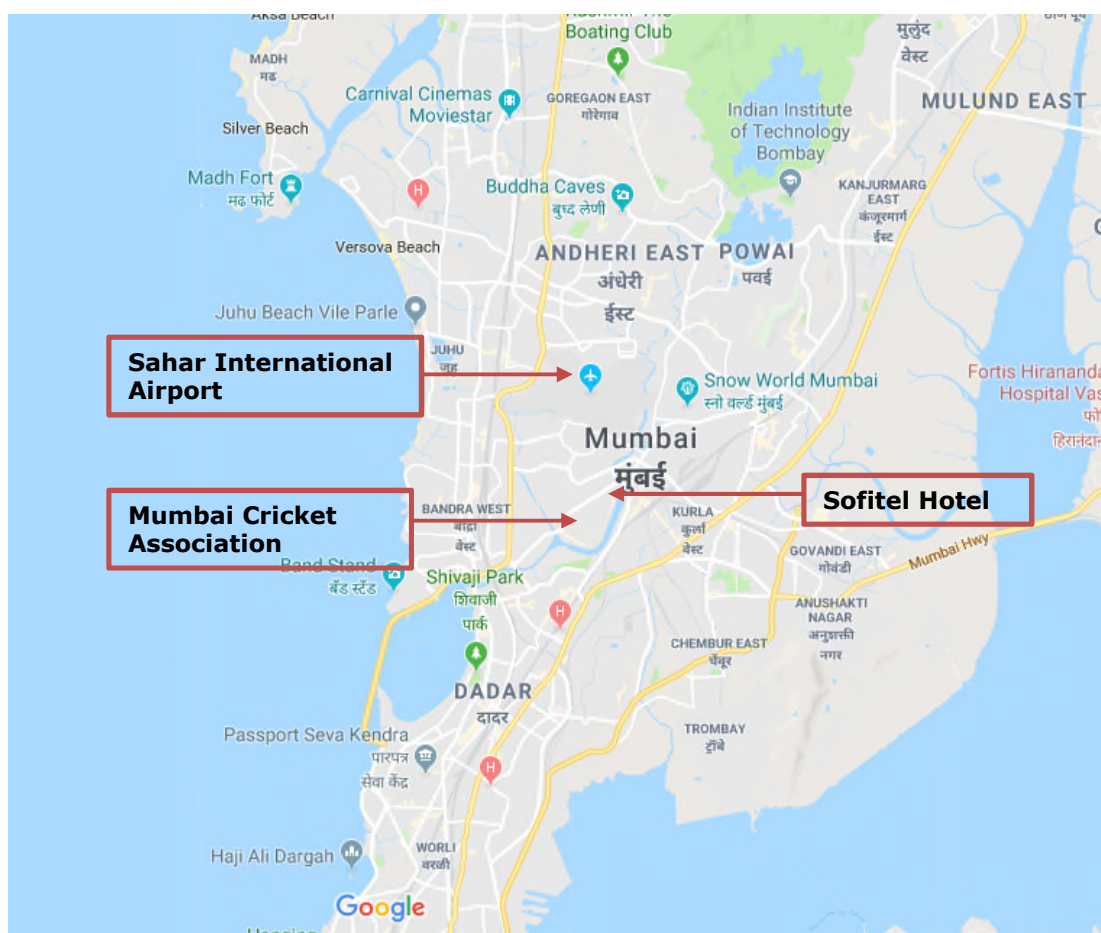 Aksa Beach
Boating Club
मुलुंद
वेस्ट
MADH
मढ
Carnival Cinemas
Moviestar
GOREGAON EAST
गोरेगाव
MULUND EAST
Indian Institute
of Technology
Bombay
Silver Beach
Madh Fort
मढ फोर्ट
H
Buddha Caves
बुध्द लेणी
KANJURMARG
EAST
कंजूरमार्ग
ईस्ट
Versova Beach
ANDHERI EAST
अंधेरी
ईस्ट
POWAI
पवई
Juhu Beach Vile Parle
JUHU
जुहू
Sahar International
Airport
Snow World Mumbai
स्नो वर्ल्ड मुंबई
Fortis Hirananda
Hospital Vas
फो
हिरानंदान
Mumbai
मुंबई
Sofitel Hotel
Mumbai Cricket
Association
BANDRA WEST
बांद्रा
वेस्ट
KURLA
कुर्ला
वेस्ट
GOVANDI EAST
गोवंडी
Mumbai Hwy
Band Stand
बँड स्टँड
Shivaji Park
शिवाजी
पार्क
H
ANUSHAKTI
NAGAR
अनुशक्ती
नगर
CHEMBUR EAST
चेंबूर
DADAR
दादर
TROMBAY
ट्रॉंबे
Passport Seva Kendra
पारपत्र
सेवा केंद्र
H
Haji Ali Dargah
WORLI
वरळी
Google